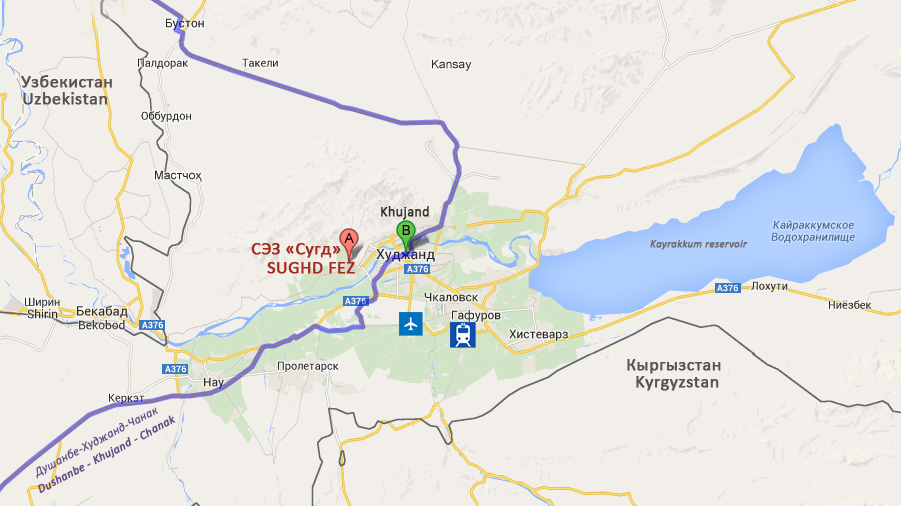 Бустон
Палдорак
Такели
Kansay
Узбекистан
Uzbekistan
Оббурдон
Мастчоҳ
Khujand
B
A
СЭЗ «Сугд»
SUGHD FEZ
Худжанд
A376
Кайраккумское
Водохранилище
Kayrakkum reservoir
Чкаловск
A376
Гафуров
Хистеварз
A376
Лохути
Ниёзбек
Ширин
Shirin
Бекабад
Bekobod
A376
A376
Нау
Пролетарск
Керкэт
Кыргызстан
Kyrgyzstan
Душанбе-Худжанд-Чанак
Dushanbe - Khujand - Chanak